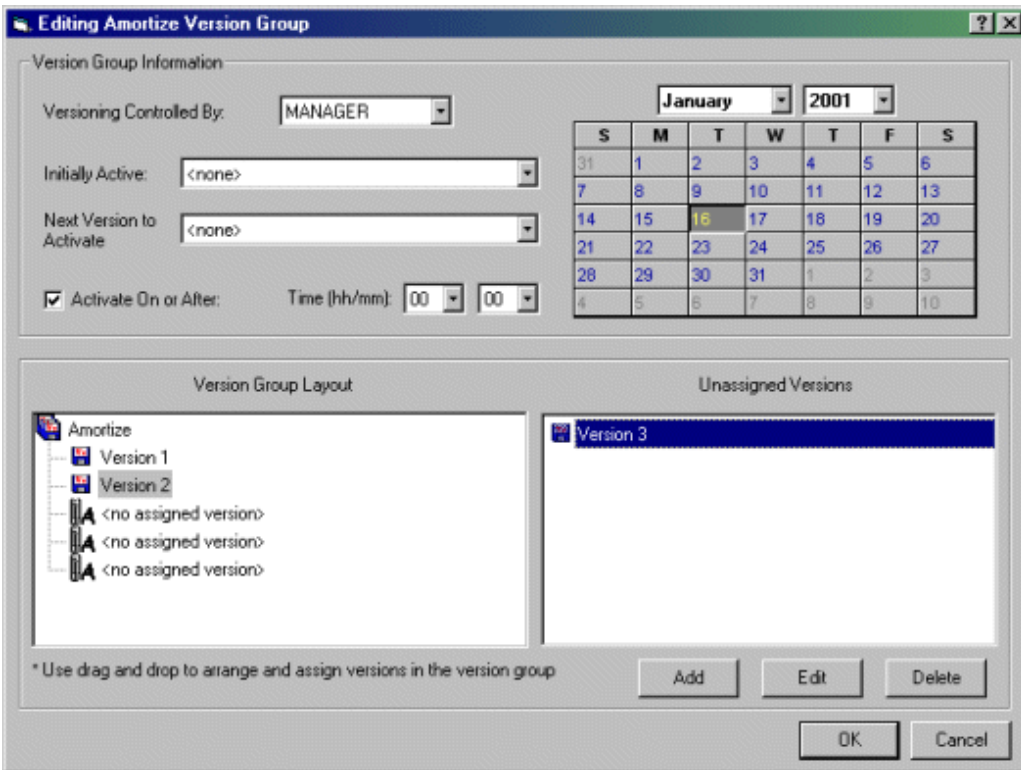 Editing Amortize Version Group
Version Group Information
Versioning Controlled By: MANAGER
Initially Active: <none>
Next Version to
Activate
<none>
Activate On or After: Time (hh/mm): 00 00
January 2001
S M T W T F S
31 1 2 3 4 5 6
7 8 9 10 11 12 13
14 15 16 17 18 19 20
21 22 23 24 25 26 27
28 29 30 31 1 2 3
4 5 6 7 8 9 10
Version Group Layout
Amortize
Version 1
Version 2
<no assigned version>
<no assigned version>
<no assigned version>
Unassigned Versions
Version 3
* Use drag and drop to arrange and assign versions in the version group
Add Edit Delete
OK Cancel